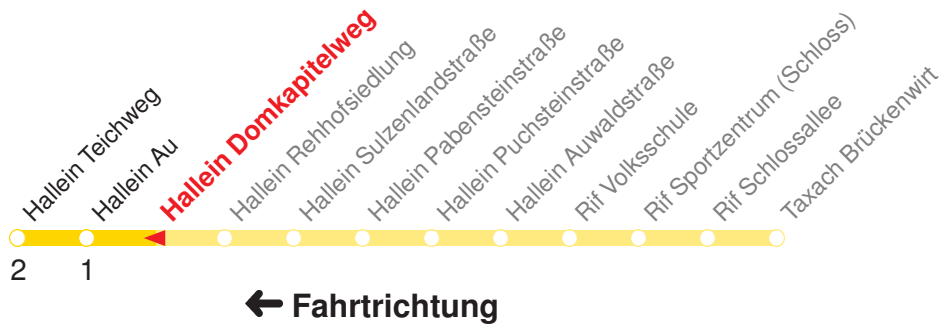 Hallein Teichweg
Hallein Au
Hallein Domkapitelweg
Hallein Rehhofsiedlung
Hallein Sulzenlandstraße
Hallein Pabensteinstraße
Hallein Puchsteinstraße
Hallein Auwaldstraße
Rif Volksschule
Rif Sportzentrum (Schloss)
Rif Schlossallee
Taxach Brückenwirt
2 1
← Fahrtrichtung